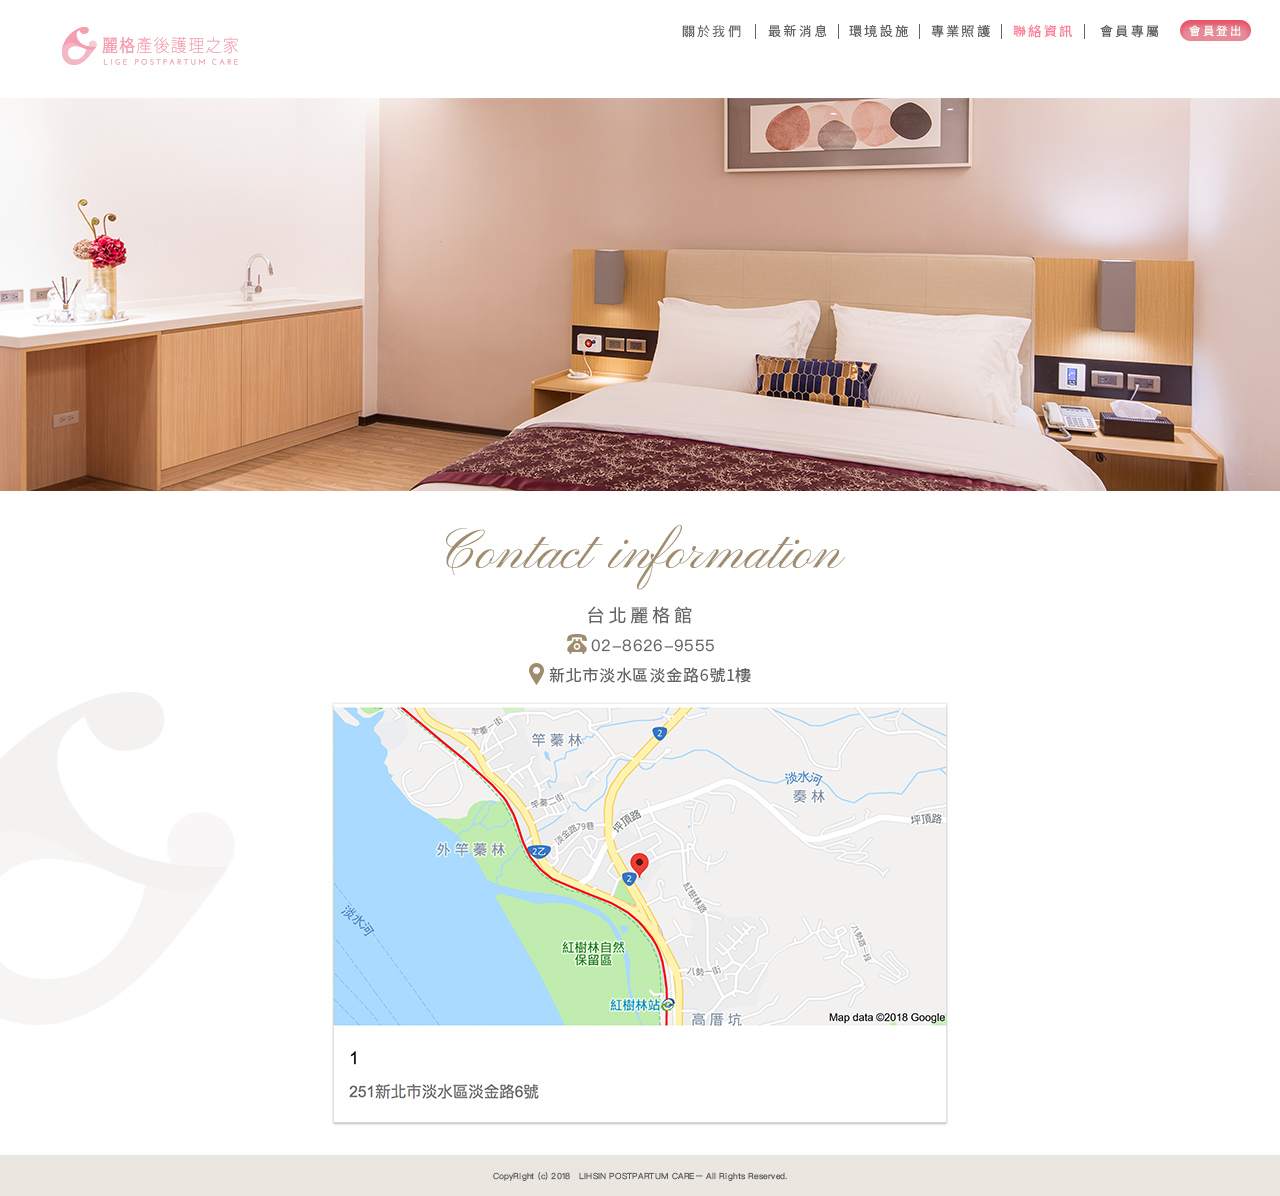 麗格產後護理之家
LIGE POSTPARTUM CARE
關於我們 | 最新消息 | 環境設施 | 專業照護 | 聯絡資訊 | 會員專屬
會員登出
Contact information
台北麗格館
02-8626-9555
新北市淡水區淡金路6號1樓
竿蓁一街
竿蓁林
2
淡水河
奏林
竿蓁二街
坪頂路
坪頂路
淡金路79巷
外竿蓁林
2乙
2
紅樹林路
淡水河
八勢路一段
紅樹林自然
保留區
八勢一街
紅樹林站
高厝坑
Map data ©2018 Google
1
251新北市淡水區淡金路6號
CopyRight (c) 2018 LIHSIN POSTPARTUM CARE－ All Rights Reserved.